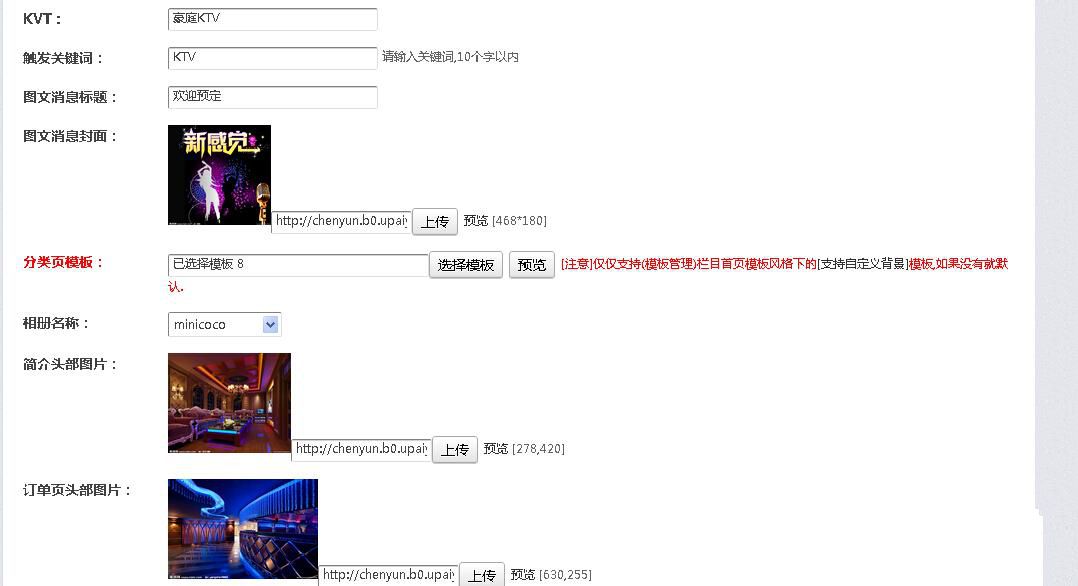 KVT：
豪庭KTV
触发关键词：
KTV
请输入关键词,10个字以内
图文消息标题：
欢迎预定
图文消息封面：
新感觉
http://chenyun.b0.upaiy
上传
预览 [468*180]
分类页模板：
已选择模板 8
选择模板
预览
[注意]仅仅支持(模板管理)栏目首页模板风格下的[支持自定义背景]模板,如果没有就默
认.
相册名称：
minicoco
简介头部图片：
http://chenyun.b0.upaiy
上传
预览 [278,420]
订单页头部图片：
http://chenyun.b0.upaiy
上传
预览 [630,255]